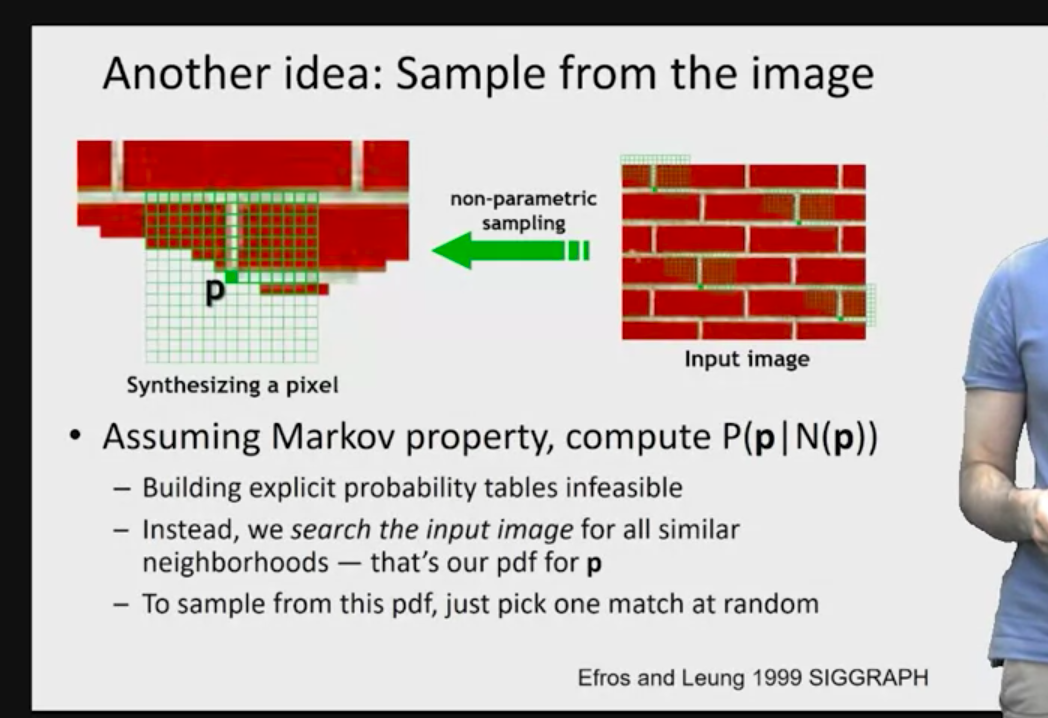 Another idea: Sample from the image
non-parametric
sampling
p
Input image
Synthesizing a pixel
• Assuming Markov property, compute P(p|N(p))
– Building explicit probability tables infeasible
– Instead, we search the input image for all similar
neighborhoods — that's our pdf for p
– To sample from this pdf, just pick one match at random
Efros and Leung 1999 SIGGRAPH